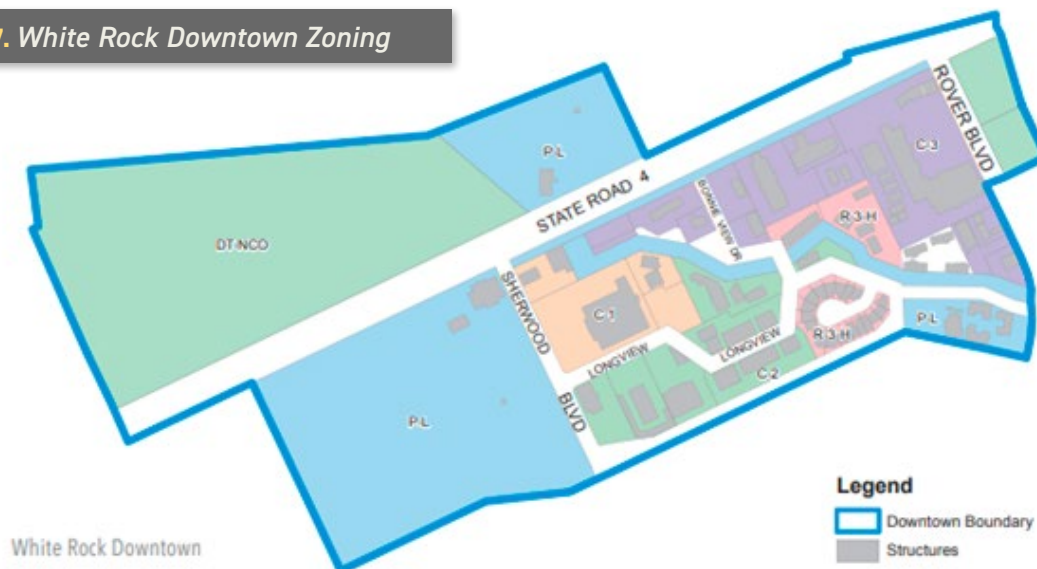 . White Rock Downtown Zoning
ROVER BLVD
C-3
P-L
STATE ROAD 4
BONNIE VIEW DR
R-3-H
DT-NCO
SHERWOOD
C-1
P-L
R-3-H
LONGVIEW
LONGVIEW
C-2
BLVD
P-L
Legend
Downtown Boundary
Structures
White Rock Downtown